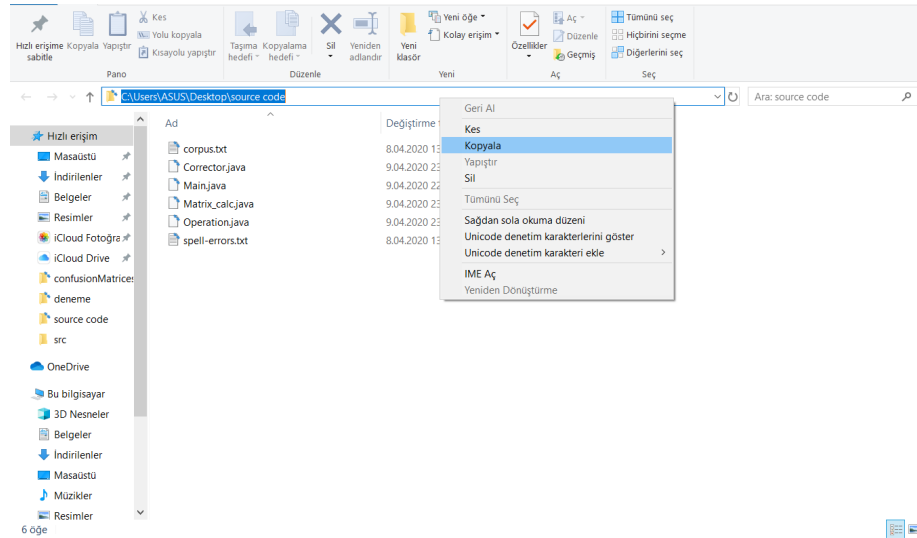 Hızlı erişime sabitle
Kopyala
Yapıştır
Kes
Yolu kopyala
Kısayolu yapıştır
Pano
Taşıma hedefi
Kopyalama hedefi
Sil
Yeniden adlandır
Düzenle
Yeni klasör
Yeni öğe
Kolay erişim
Yeni
Özellikler
Aç
Düzenle
Geçmiş
Aç
Tümünü seç
Hiçbirini seçme
Diğerlerini seç
Seç
C:\Users\ASUS\Desktop\source code
Ara: source code
Hızlı erişim
Masaüstü
İndirilenler
Belgeler
Resimler
iCloud Fotoğra
iCloud Drive
confusionMatrices
deneme
source code
src
OneDrive
Bu bilgisayar
3D Nesneler
Belgeler
İndirilenler
Masaüstü
Müzikler
Resimler
6 öğe
Ad
Değiştirme
corpus.txt 8.04.2020 13
Corrector.java 9.04.2020 23
Main.java 9.04.2020 22
Matrix_calc.java 9.04.2020 23
Operation.java 9.04.2020 23
spell-errors.txt 8.04.2020 13
Geri Al
Kes
Kopyala
Yapıştır
Sil
Tümünü Seç
Sağdan sola okuma düzeni
Unicode denetim karakterlerini göster
Unicode denetim karakteri ekle
IME Aç
Yeniden Dönüştürme